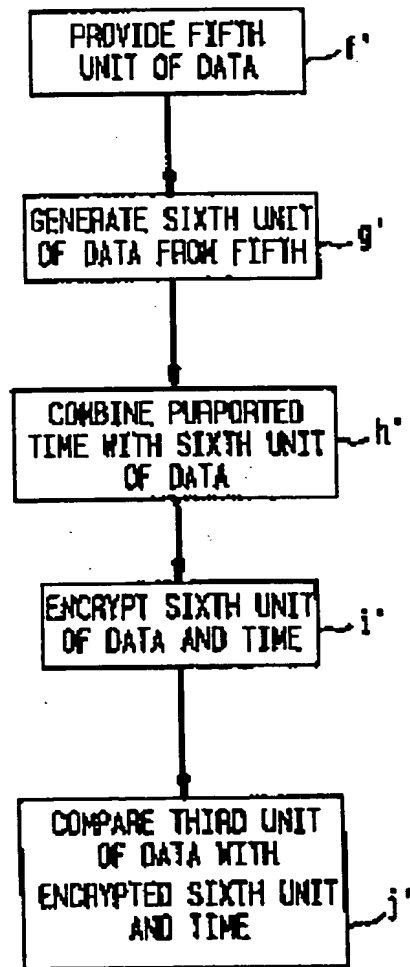 PROVIDE FIFTH
UNIT OF DATA
f'
GENERATE SIXTH UNIT
OF DATA FROM FIFTH
g'
COMBINE PURPORTED
TIME WITH SIXTH UNIT
OF DATA
h'
ENCRYPT SIXTH UNIT
OF DATA AND TIME
i'
COMPARE THIRD UNIT
OF DATA WITH
ENCRYPTED SIXTH UNIT
AND TIME
j'